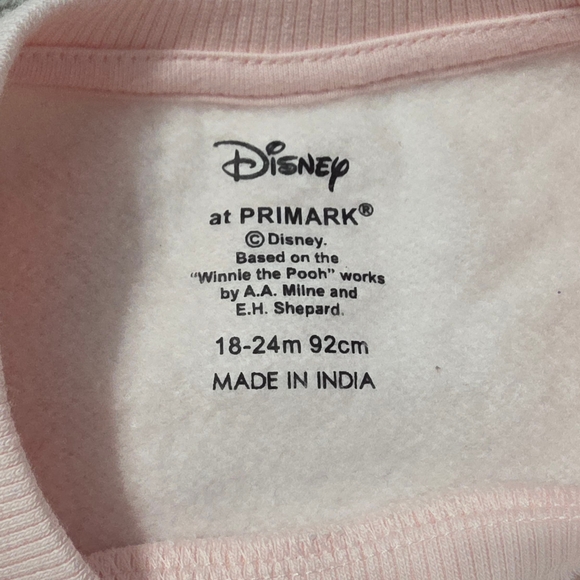 Disney
at PRIMARK®
© Disney.
Based on the
"Winnie the Pooh" works
by A.A. Milne and
E.H. Shepard.
18-24m 92cm
MADE IN INDIA